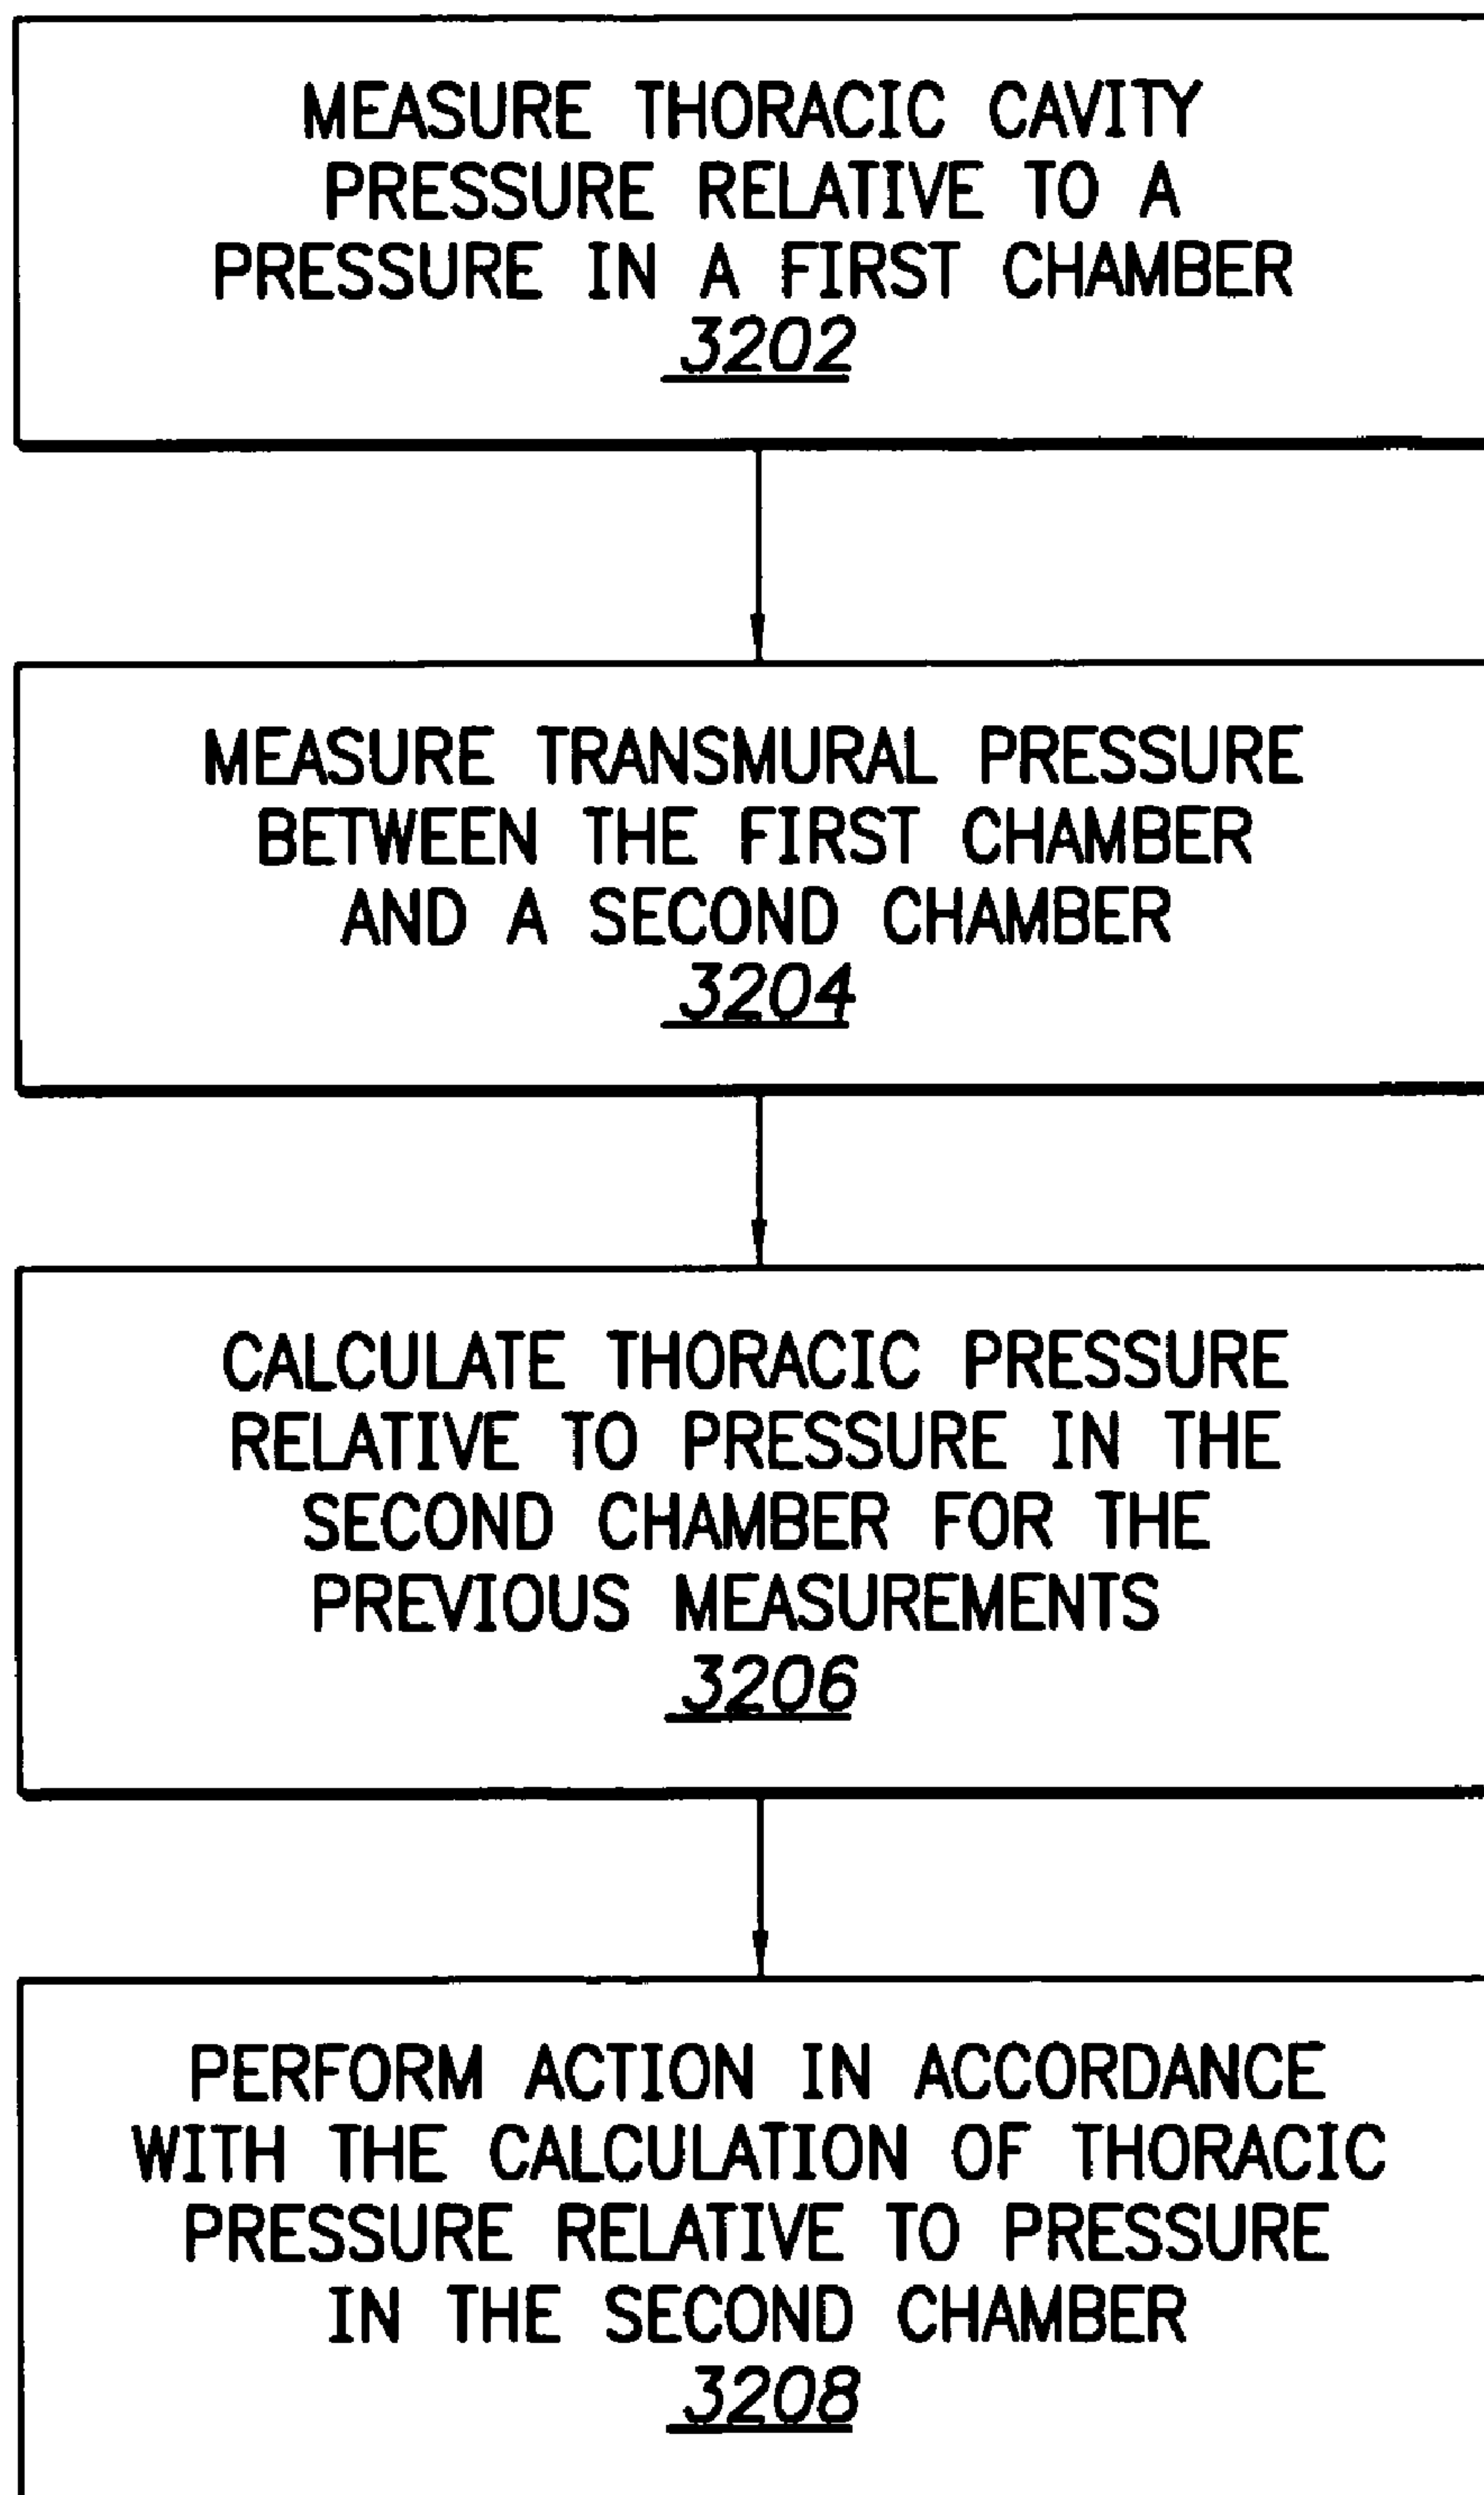 MEASURE THORACIC CAVITY
PRESSURE RELATIVE TO A
PRESSURE IN A FIRST CHAMBER
3202
MEASURE TRANSMURAL PRESSURE
BETWEEN THE FIRST CHAMBER
AND A SECOND CHAMBER
3204
CALCULATE THORACIC PRESSURE
RELATIVE TO PRESSURE IN THE
SECOND CHAMBER FOR THE
PREVIOUS MEASUREMENTS
3206
PERFORM ACTION IN ACCORDANCE
WITH THE CALCULATION OF THORACIC
PRESSURE RELATIVE TO PRESSURE
IN THE SECOND CHAMBER
3208